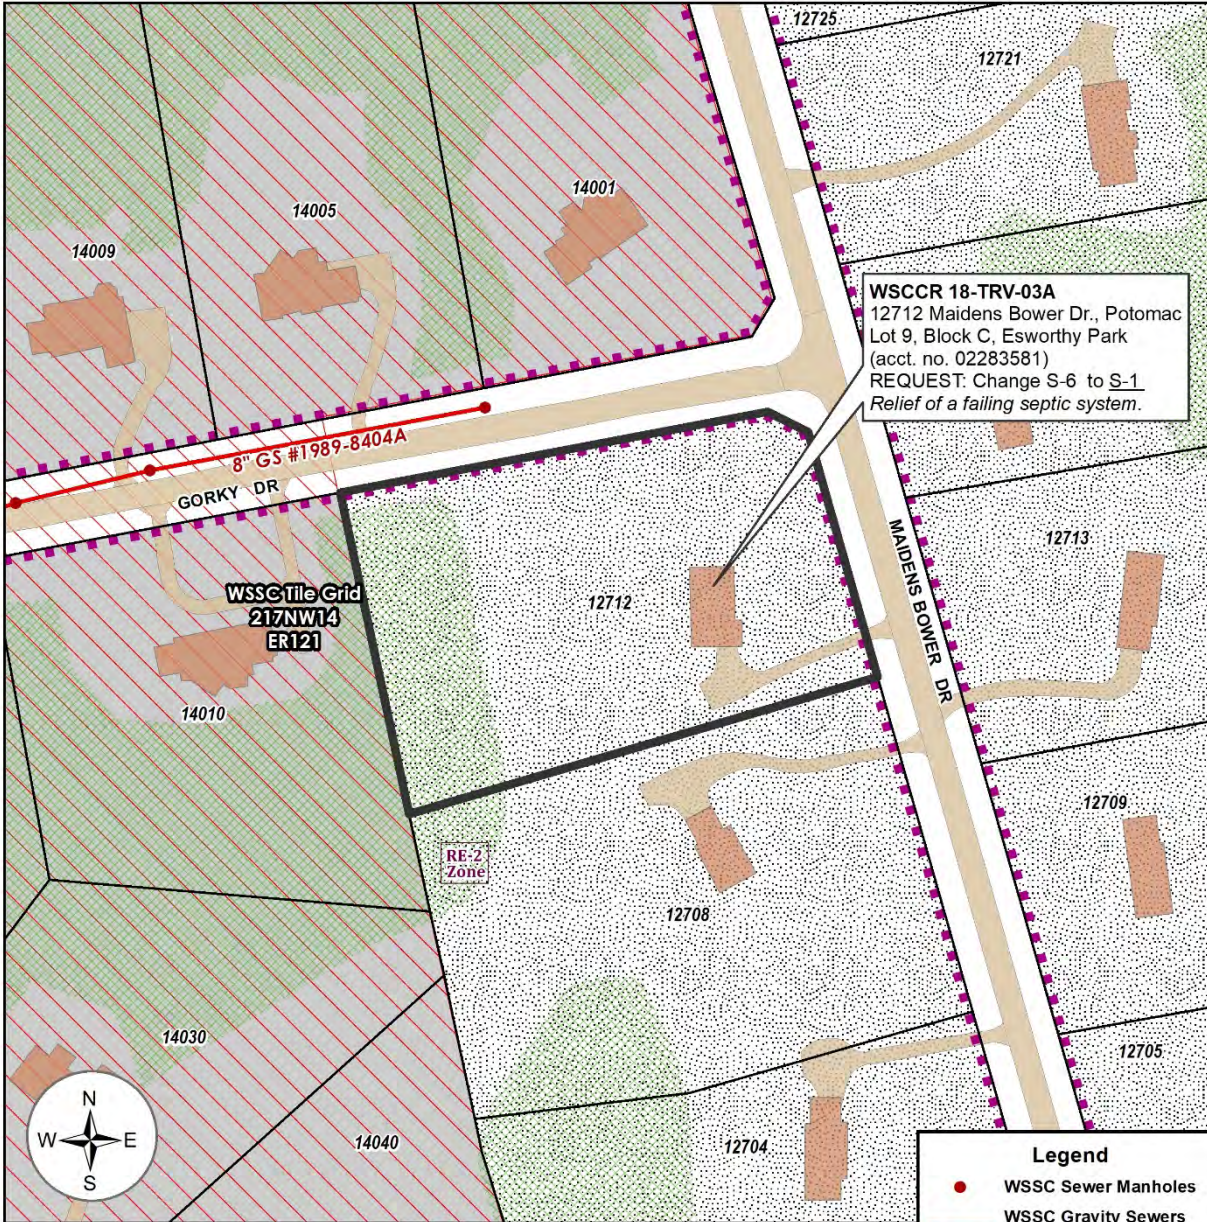 12725
12721
14001
14005
14009
WSCCR 18-TRV-03A
12712 Maidens Bower Dr., Potomac
Lot 9, Block C, Esworthy Park
(acct. no. 02283581)
REQUEST: Change S-6 to S-1
Relief of a failing septic system.
8" GS #1989-8404A
GORKY DR
MAIDENS BOWER DR
12713
WSSC Tile Grid
217NW14
ER121
12712
14010
12709
RE-2
Zone
12708
14030
12705
14040
12704
N
W
E
S
Legend
WSSC Sewer Manholes
WSSC Gravity Sewers